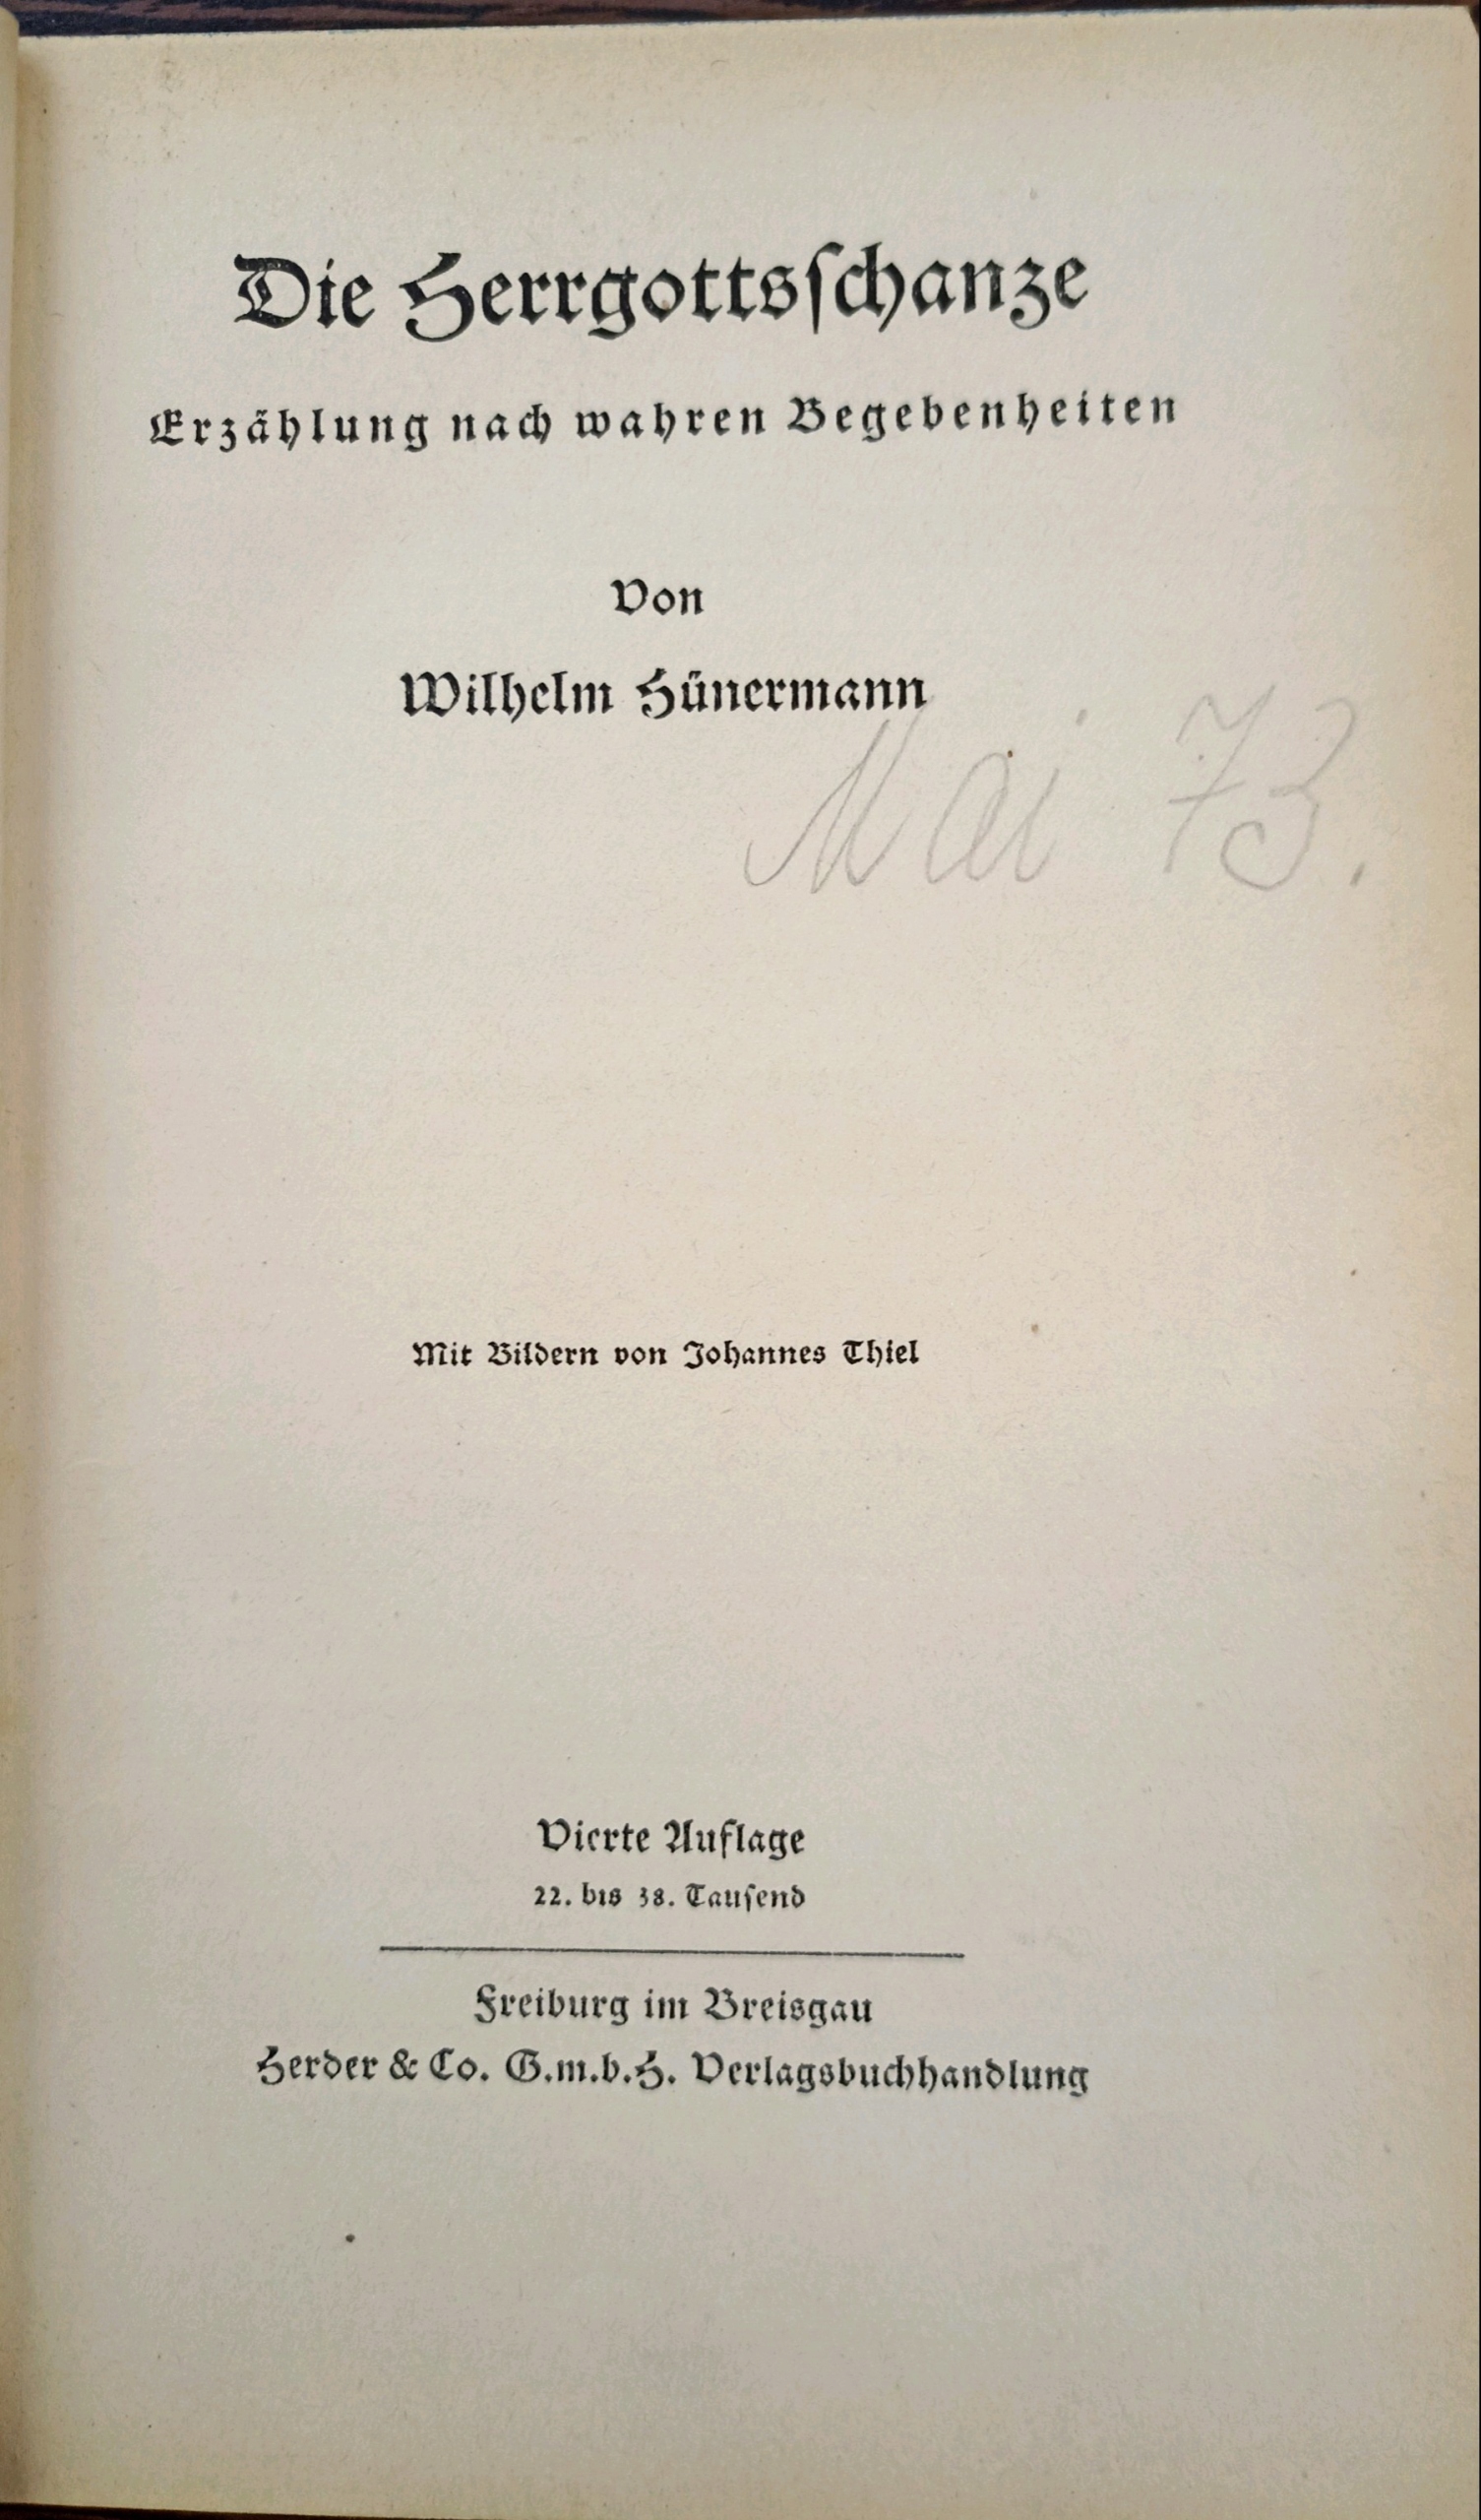 Die Herrgottsſchanze
Erzählung nach wahren Begebenheiten
Von
Wilhelm Hünermann
Mai 73.
Mit Bildern von Johannes Thiel
Vierte Auflage
22. bis 38. Tauſend
Freiburg im Breisgau
Herder & Co. G.m.b.H. Verlagsbuchhandlung